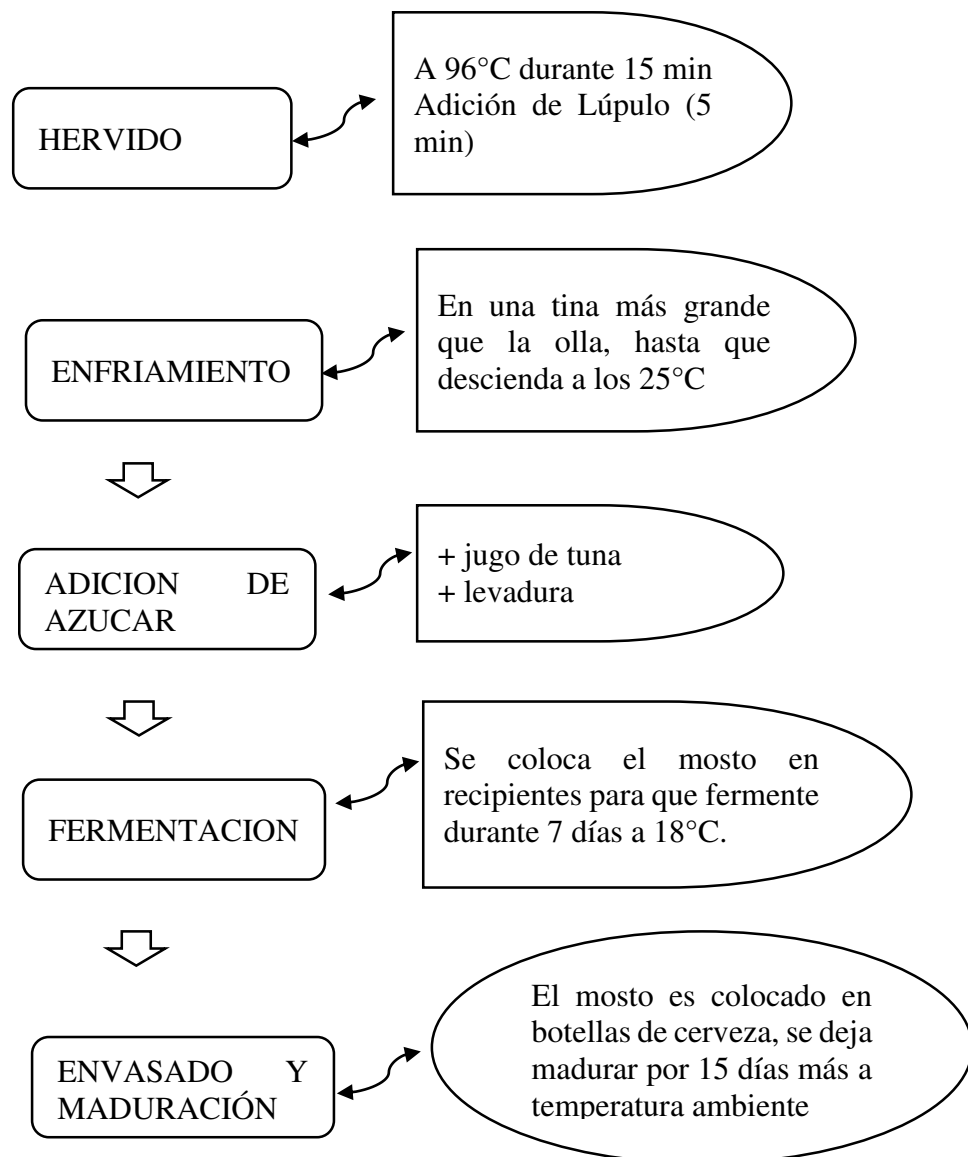 HERVIDO
A 96°C durante 15 min
Adición de Lúpulo (5
min)
ENFRIAMIENTO
En una tina más grande
que la olla, hasta que
descienda a los 25°C
ADICION DE
AZUCAR
+ jugo de tuna
+ levadura
FERMENTACION
Se coloca el mosto en
recipientes para que fermente
durante 7 días a 18°C.
ENVASADO Y
MADURACIÓN
El mosto es colocado en
botellas de cerveza, se deja
madurar por 15 días más a
temperatura ambiente